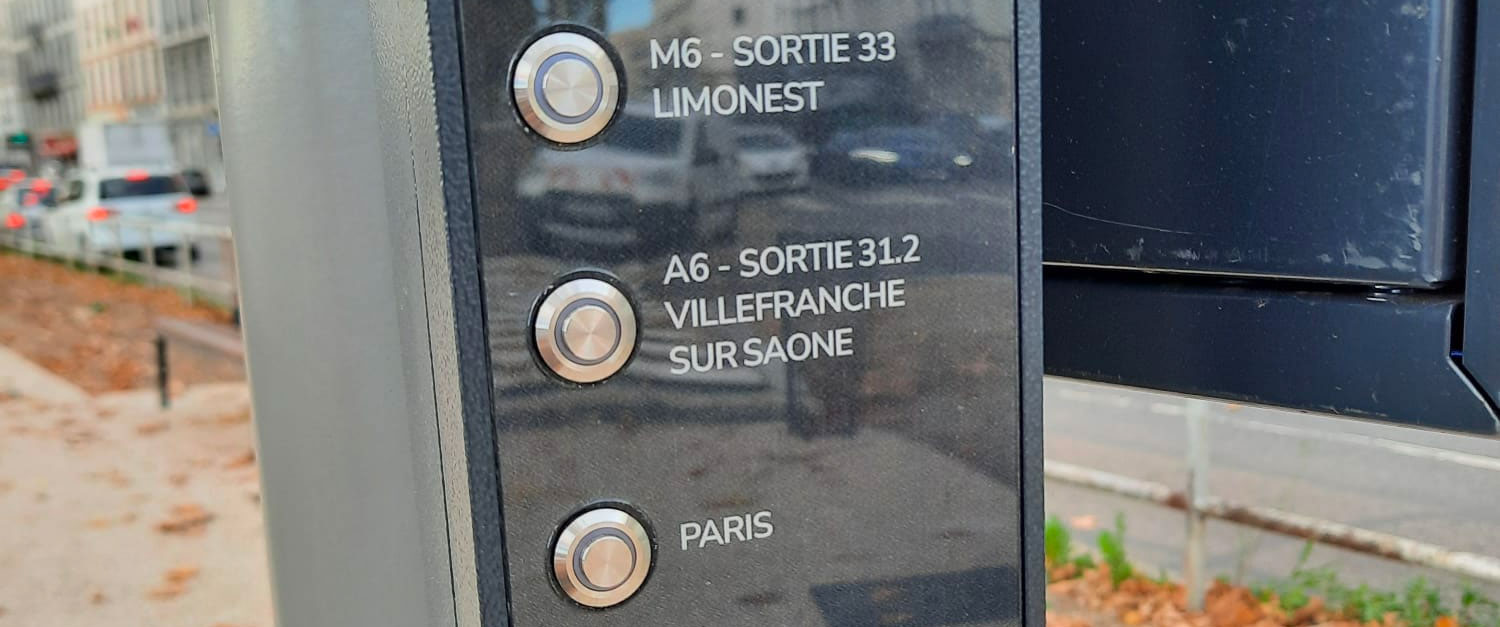 M6 - SORTIE 33
LIMONEST
A6 - SORTIE 31.2
VILLEFRANCHE
SUR SAONE
PARIS